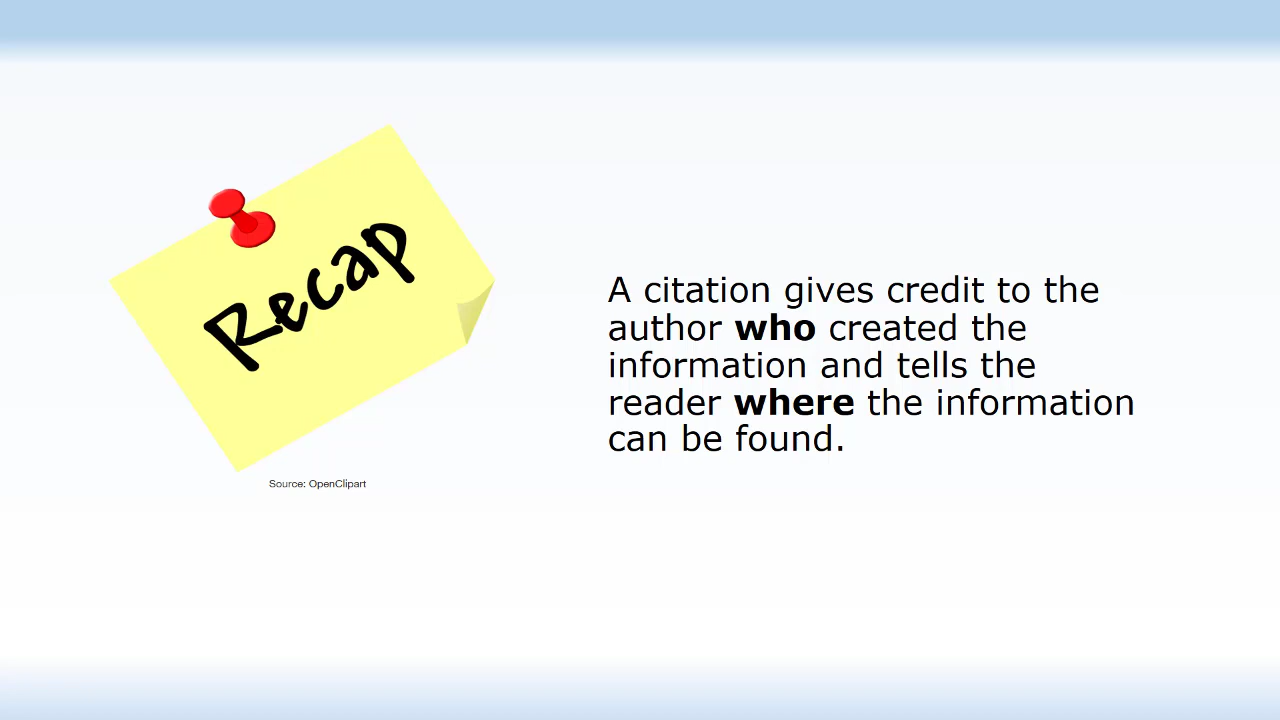 Recap
Source: OpenClipart
A citation gives credit to the
author who created the
information and tells the
reader where the information
can be found.